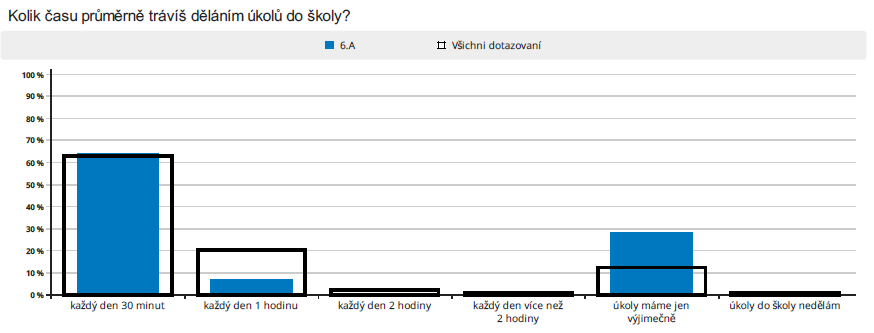 Kolik času průměrně trávíš děláním úkolů do školy?
6.A
Všichni dotazovaní
100 %
90 %
80 %
70 %
60 %
50 %
40 %
30 %
20 %
10 %
0 %
každý den 30 minut
každý den 1 hodinu
každý den 2 hodiny
každý den více než
2 hodiny
úkoly máme jen
výjimečně
úkoly do školy nedělám